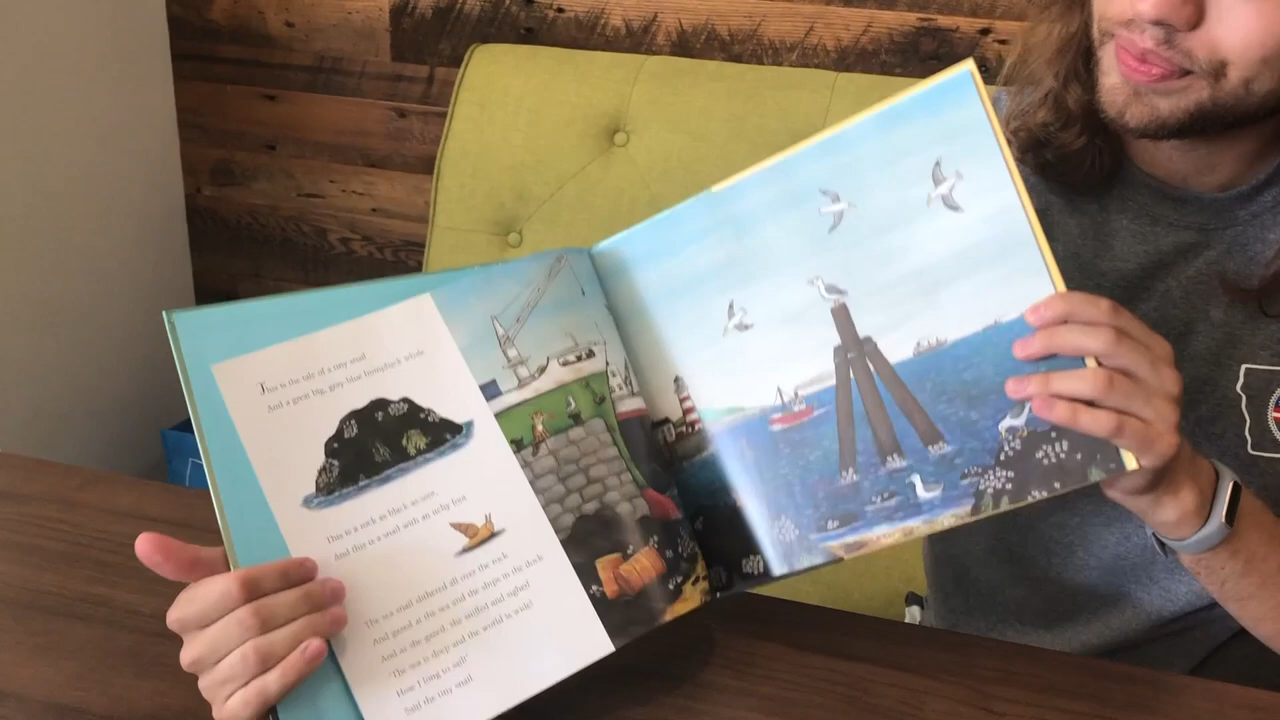 This is the tale of a tiny snail
And a great big, grey-blue humpback whale.
This is a rock as black as soot,
And this is a snail with an itchy foot.
The sea snail slithered all over the rock
And gazed at the sea and the ships in the dock.
And as she gazed, she sniffed and sighed.
"The sea is deep and the world is wide!
How I long to sail!"
Said the tiny snail.